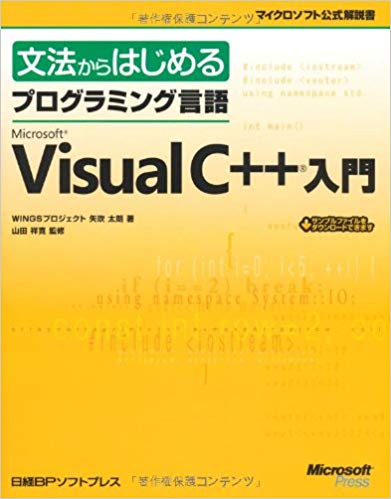 "著作権保護コンテンツ"
マイクロソフト公式解説書
文法からはじめる
プログラミング言語
Microsoft®
Visual C++®入門
WINGSプロジェクト 矢吹 太朗 著
山田 祥寛 監修
サンプルファイルを
ダウンロードできます
#include <iostream>
#include <vector>
using namespace std;
int main()
for (int i=0; i<5; ++i)
if (i==2) break;
using namespace System::IO;
#include <iostream>
日経BPソフトプレス
"著作権保護コンテンツ"
Microsoft
Press